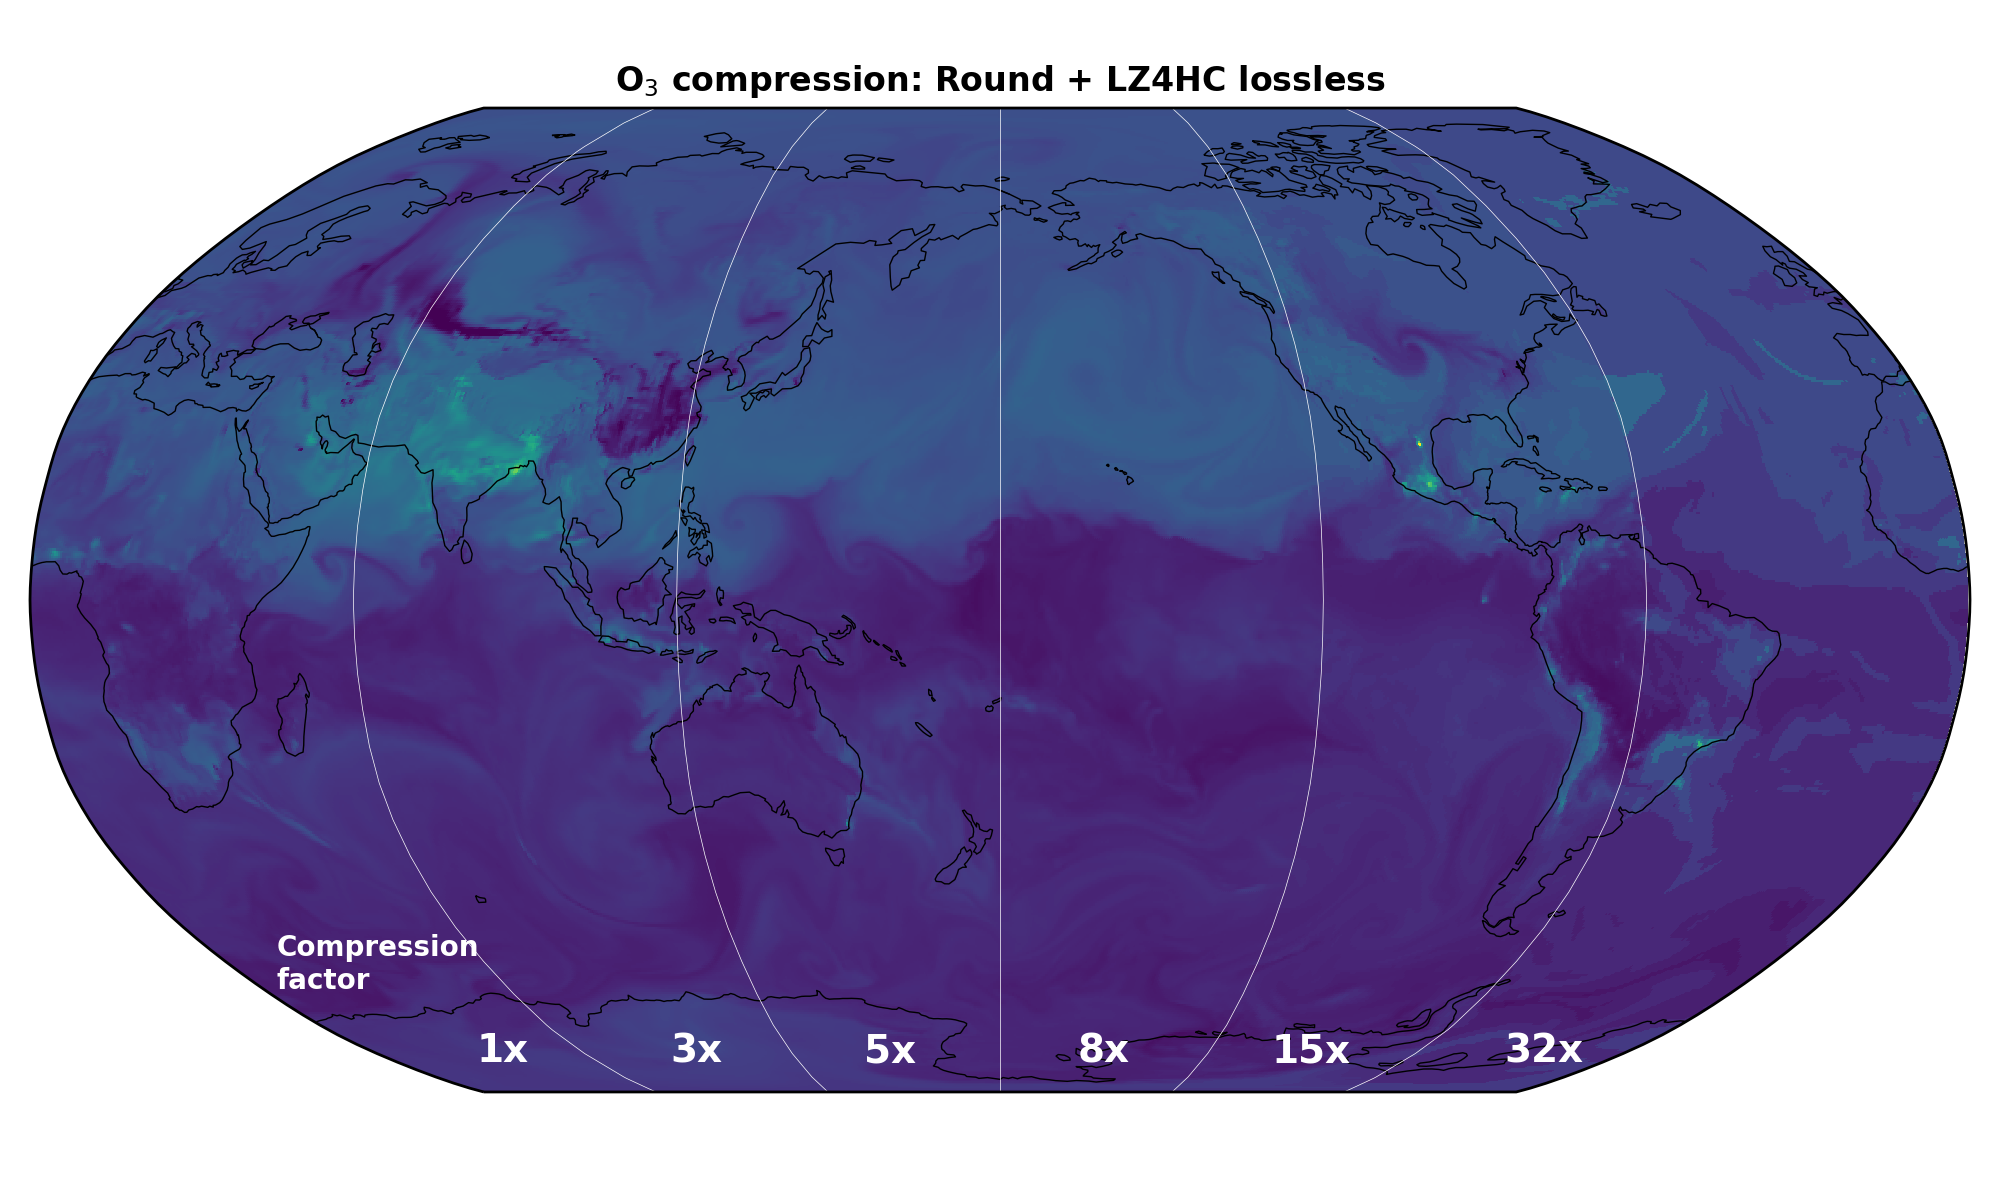 O₃ compression: Round + LZ4HC lossless
Compression
factor
1x 3x 5x 8x 15x 32x